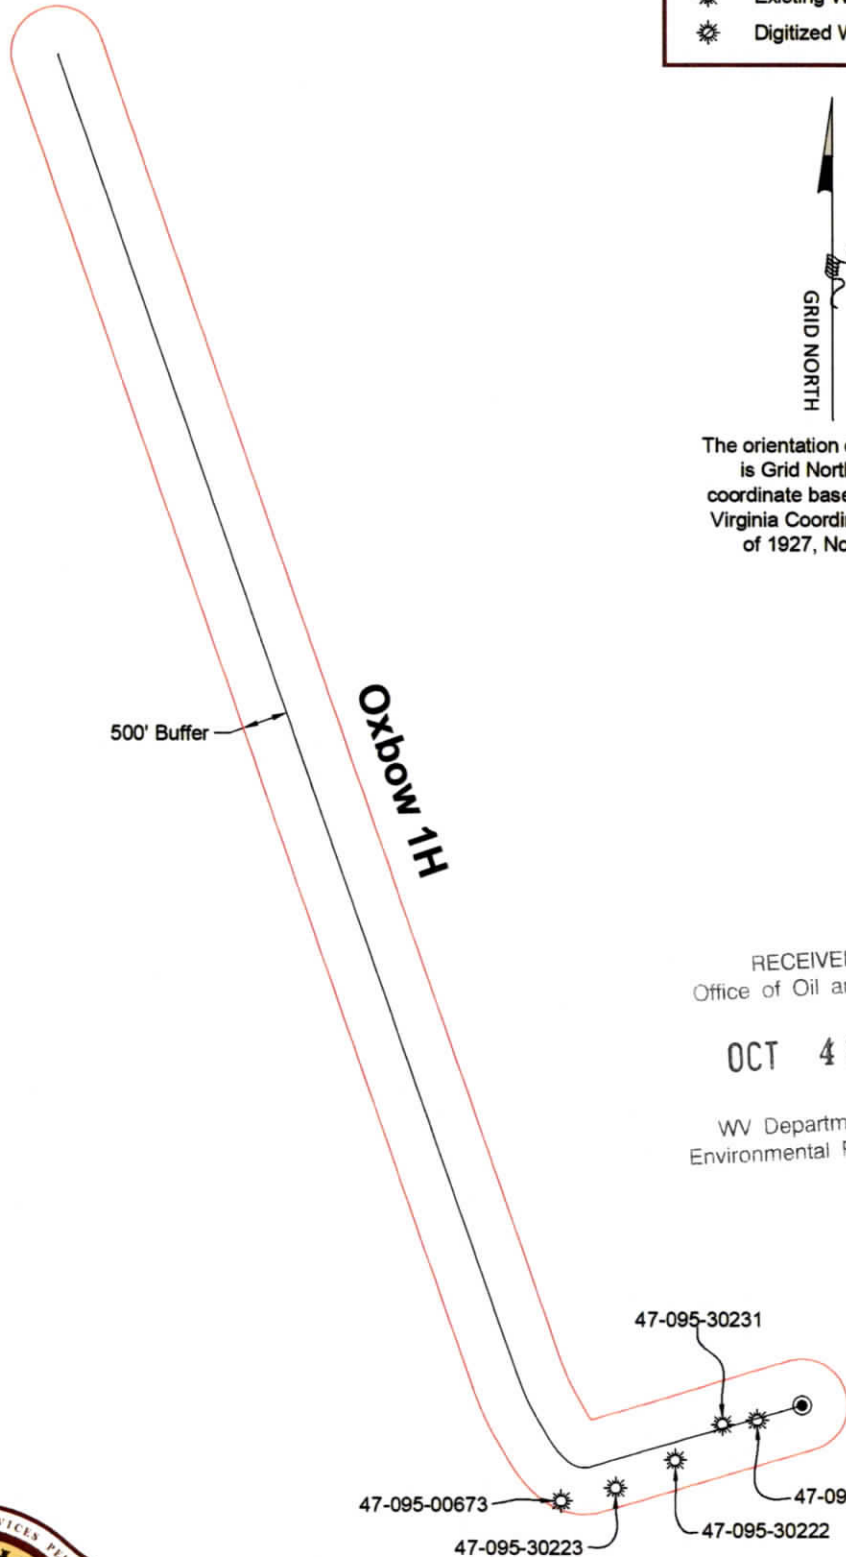 Existing W
Digitized W
GRID NORTH
The orientation
is Grid North
coordinate base
Virginia Coordi
of 1927, No
500' Buffer
Oxbow 1H
RECEIVE
Office of Oil a
OCT 4
WV Departm
Environmental
47-095-30231
47-095-00673
47-09
47-095-30222
47-095-30223
VICES